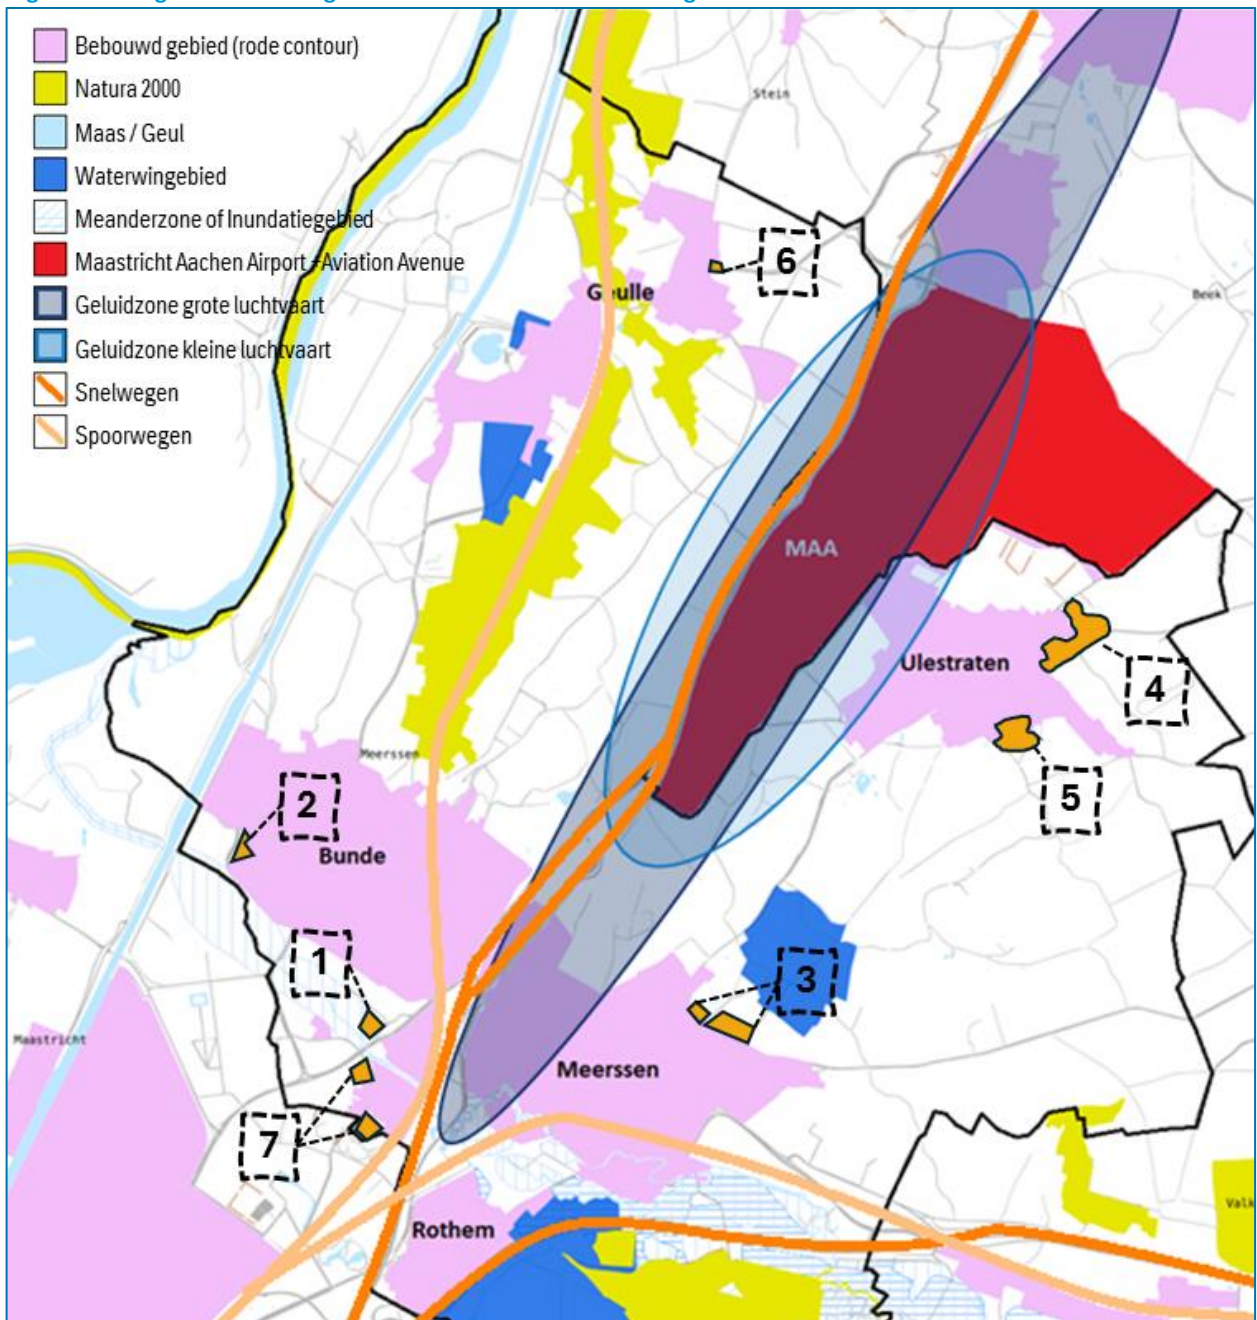 Bebouwd gebied (rode contour)
Natura 2000
Maas / Geul
Waterwingebied
Meanderzone of Inundatiegebied
Maastricht Aachen Airport + Aviation Avenue
Geluidzone grote luchtvaart
Geluidzone kleine luchtvaart
Snelwegen
Spoorwegen
Stein
6
Geulle
Beek
MAA
Ulestraten
4
Meerssen
5
2
Bunde
1
3
Maastricht
Meerssen
7
Valk
Rothem